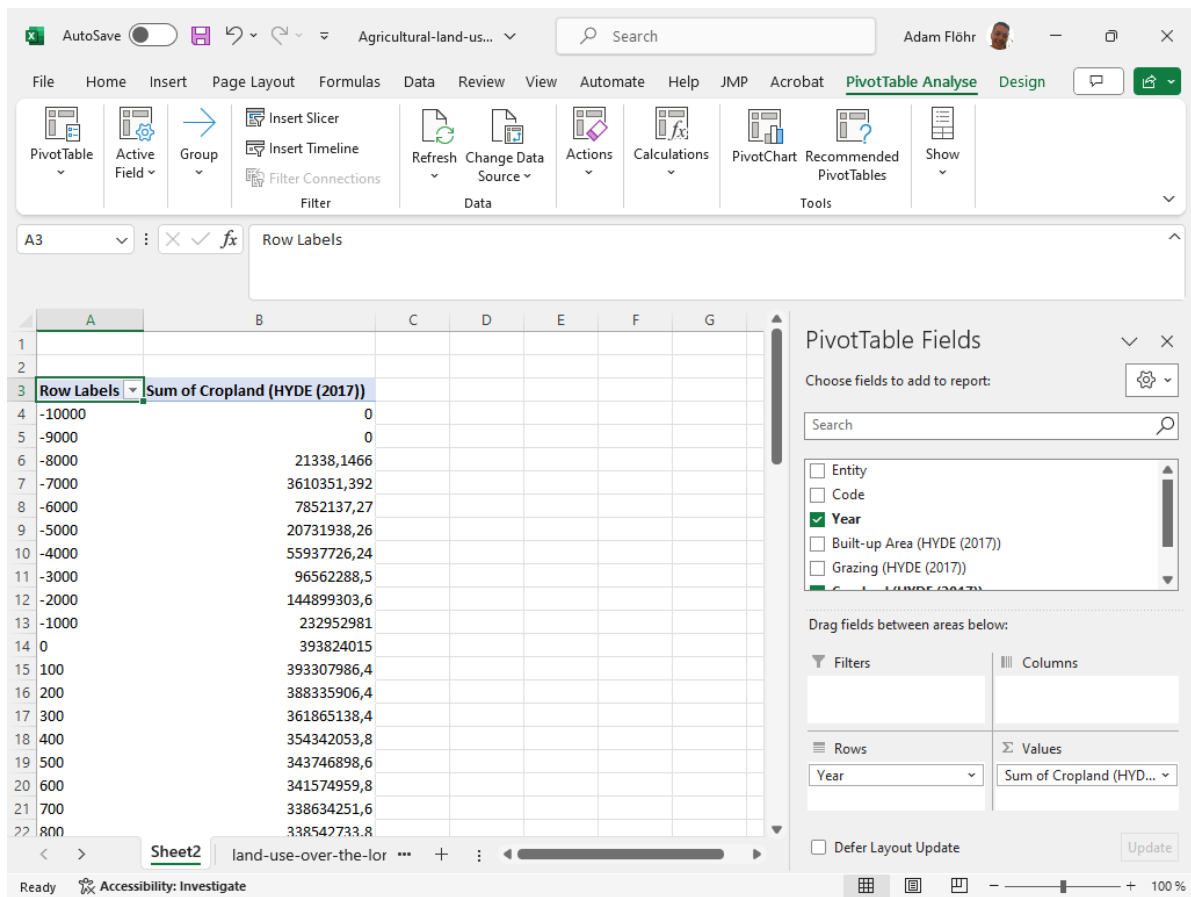 AutoSave Agricultural-land-us... Search Adam Flöhr
File Home Insert Page Layout Formulas Data Review View Automate Help JMP Acrobat PivotTable Analyse Design
PivotTable
Active
Field
Group
Insert Slicer
Insert Timeline
Filter Connections
Filter
Refresh
Change Data
Source
Data
Actions
Calculations
PivotChart
Recommended
PivotTables
Tools
Show
A3 fx Row Labels
A B C D E F G
1
2
3 Row Labels Sum of Cropland (HYDE (2017))
4 -10000 0
5 -9000 0
6 -8000 21338,1466
7 -7000 3610351,392
8 -6000 7852137,27
9 -5000 20731938,26
10 -4000 55937726,24
11 -3000 96562288,5
12 -2000 144899303,6
13 -1000 232952981
14 0 393824015
15 100 393307986,4
16 200 388335906,4
17 300 361865138,4
18 400 354342053,8
19 500 343746898,6
20 600 341574959,8
21 700 338634251,6
22 800 338542733,8
PivotTable Fields
Choose fields to add to report:
Search
Entity
Code
Year
Built-up Area (HYDE (2017))
Grazing (HYDE (2017))
Cropland (HYDE (2017))
Drag fields between areas below:
Filters
Columns
Rows
Values
Year
Sum of Cropland (HYD...
Defer Layout Update
Update
Sheet2 land-use-over-the-lor ...
Ready Accessibility: Investigate 100 %